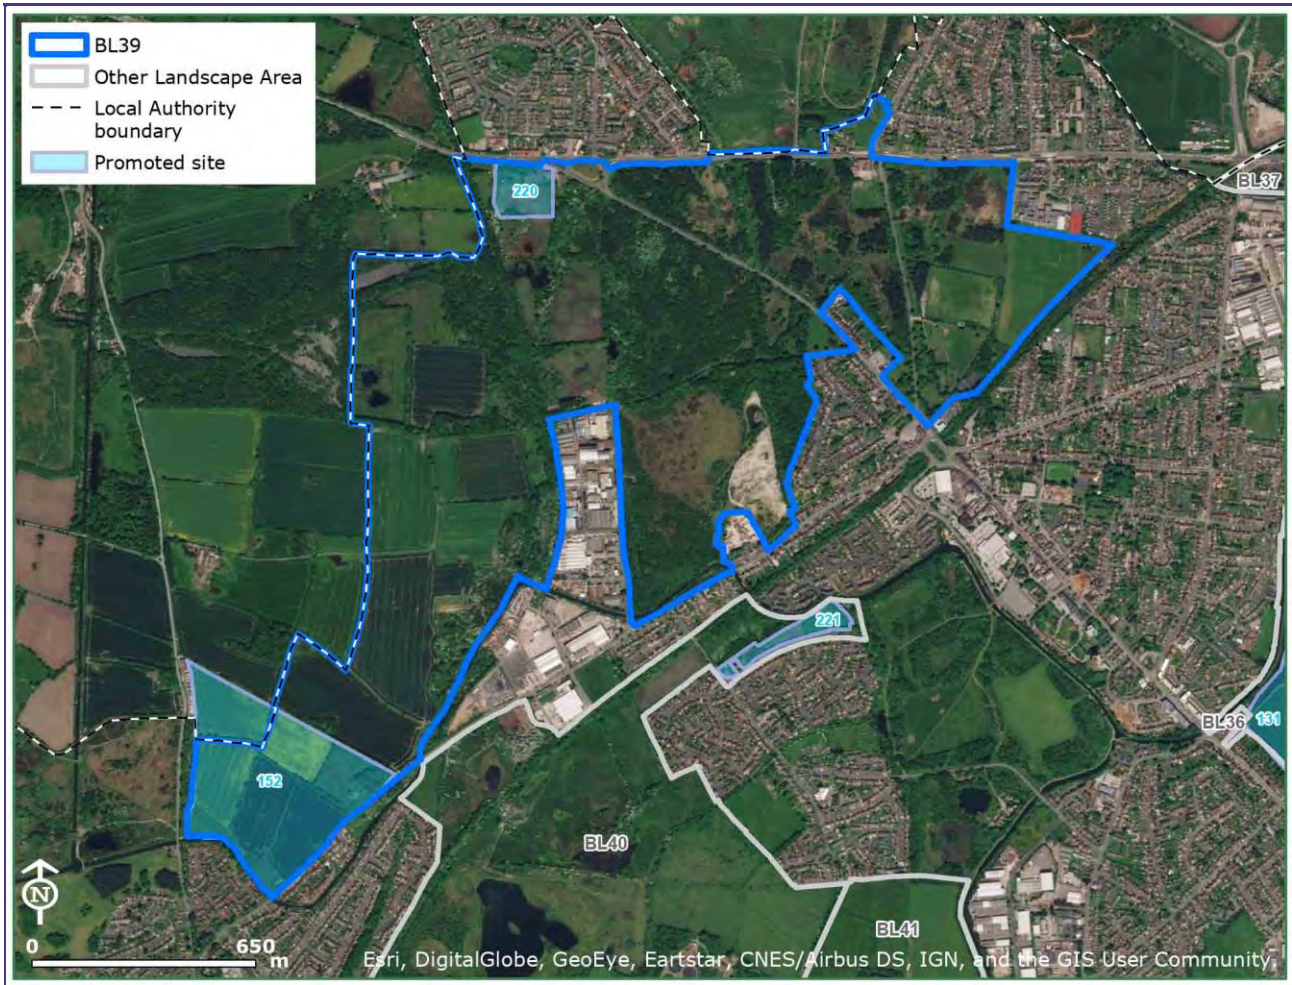 BL39
Other Landscape Area
Local Authority
boundary
Promoted site
220
BL37
221
BL36
131
152
BL40
BL41
N
0 650
m
Esri, DigitalGlobe, GeoEye, Eartstar, CNES/Airbus DS, IGN, and the GIS User Community.